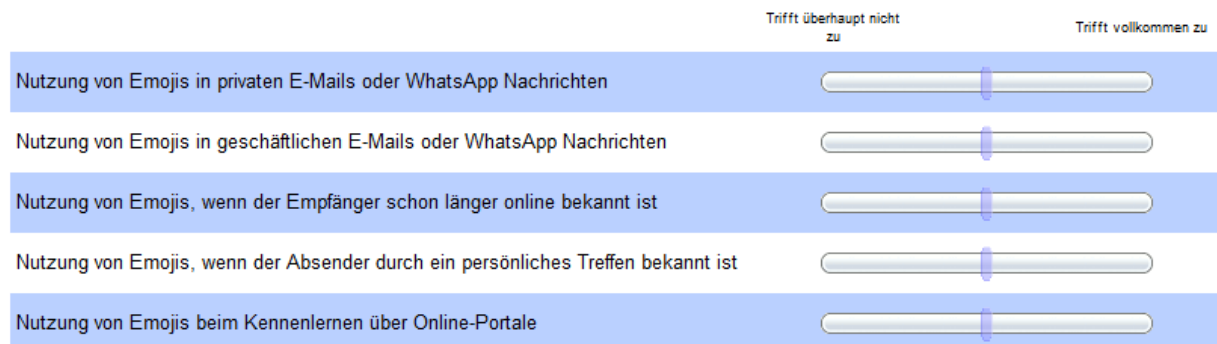 Trifft überhaupt nicht
zu
Trifft vollkommen zu
Nutzung von Emojis in privaten E-Mails oder WhatsApp Nachrichten
Nutzung von Emojis in geschäftlichen E-Mails oder WhatsApp Nachrichten
Nutzung von Emojis, wenn der Empfänger schon länger online bekannt ist
Nutzung von Emojis, wenn der Absender durch ein persönliches Treffen bekannt ist
Nutzung von Emojis beim Kennenlernen über Online-Portale